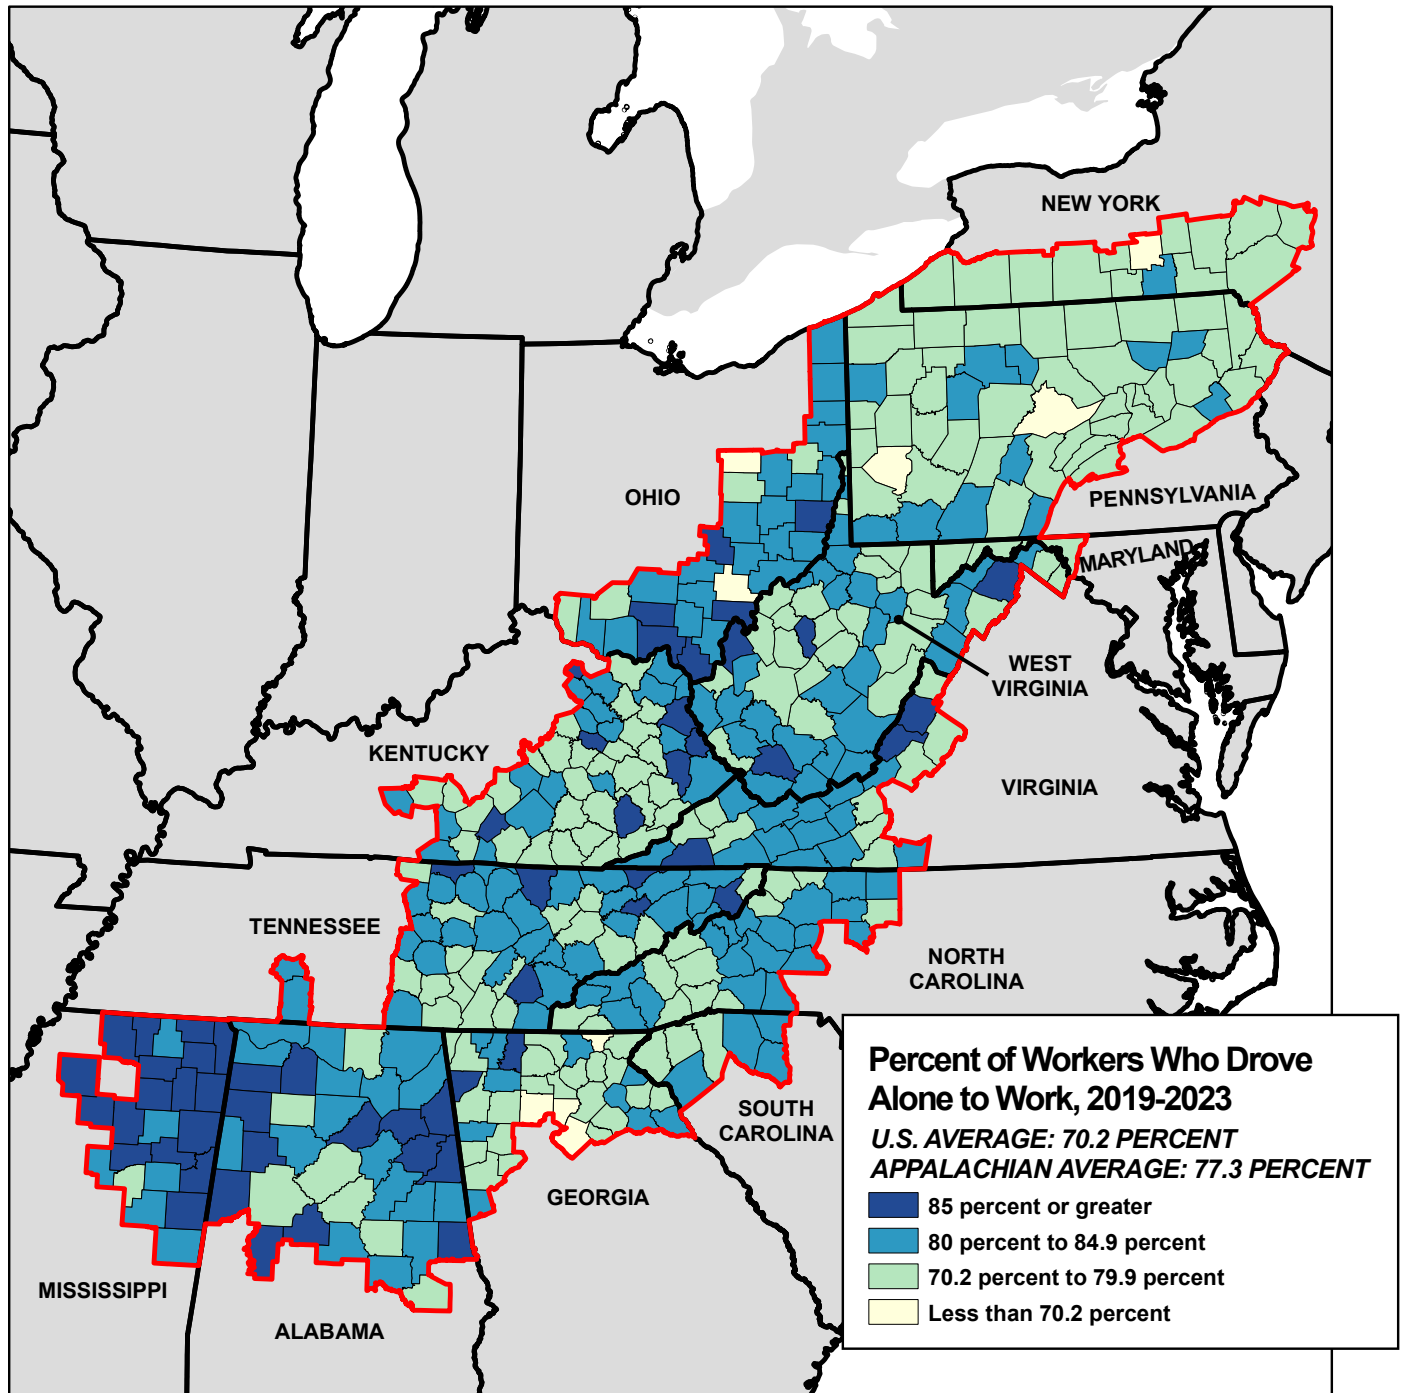 NEW YORK
OHIO
PENNSYLVANIA
MARYLAND
WEST
VIRGINIA
KENTUCKY
VIRGINIA
TENNESSEE
NORTH
CAROLINA
SOUTH
CAROLINA
GEORGIA
MISSISSIPPI
ALABAMA
Percent of Workers Who Drove
Alone to Work, 2019-2023
U.S. AVERAGE: 70.2 PERCENT
APPALACHIAN AVERAGE: 77.3 PERCENT
85 percent or greater
80 percent to 84.9 percent
70.2 percent to 79.9 percent
Less than 70.2 percent